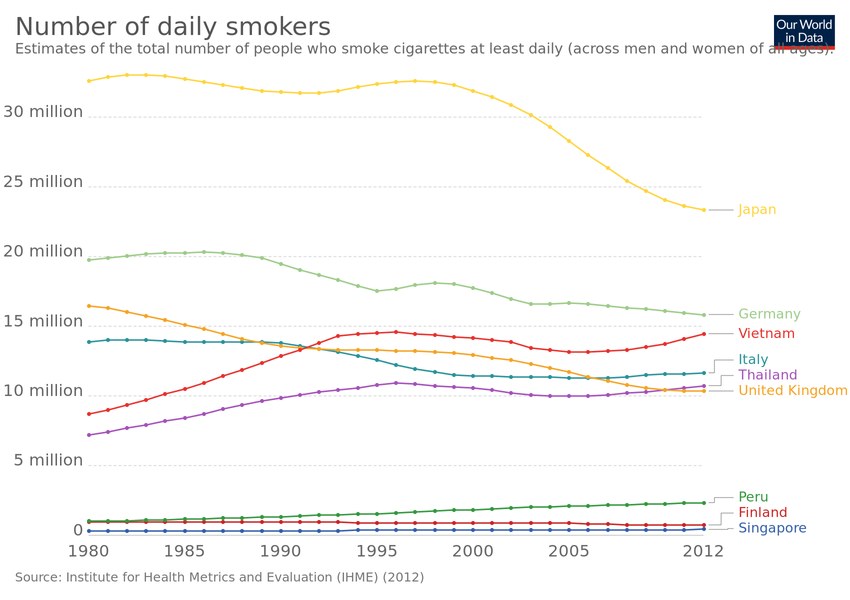 Number of daily smokers
Our World
in Data
Estimates of the total number of people who smoke cigarettes at least daily (across men and women of all ages).
30 million
25 million
20 million
15 million
10 million
5 million
0
Japan
Germany
Vietnam
Italy
Thailand
United Kingdom
Peru
Finland
Singapore
1980
1985
1990
1995
2000
2005
2012
Source: Institute for Health Metrics and Evaluation (IHME) (2012)